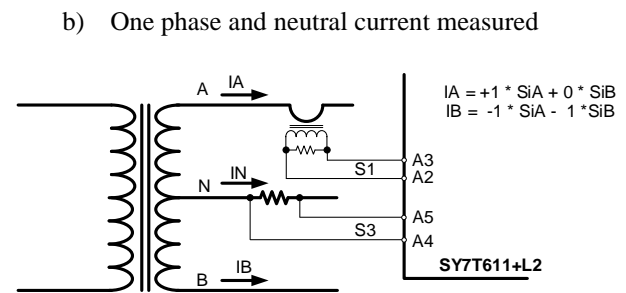 b) One phase and neutral current measured
A IA
IA = +1 * SiA + 0 * SiB
IB = -1 * SiA - 1 *SiB
A3
S1
A2
N IN
A5
S3
A4
SY7T611+L2
B IB